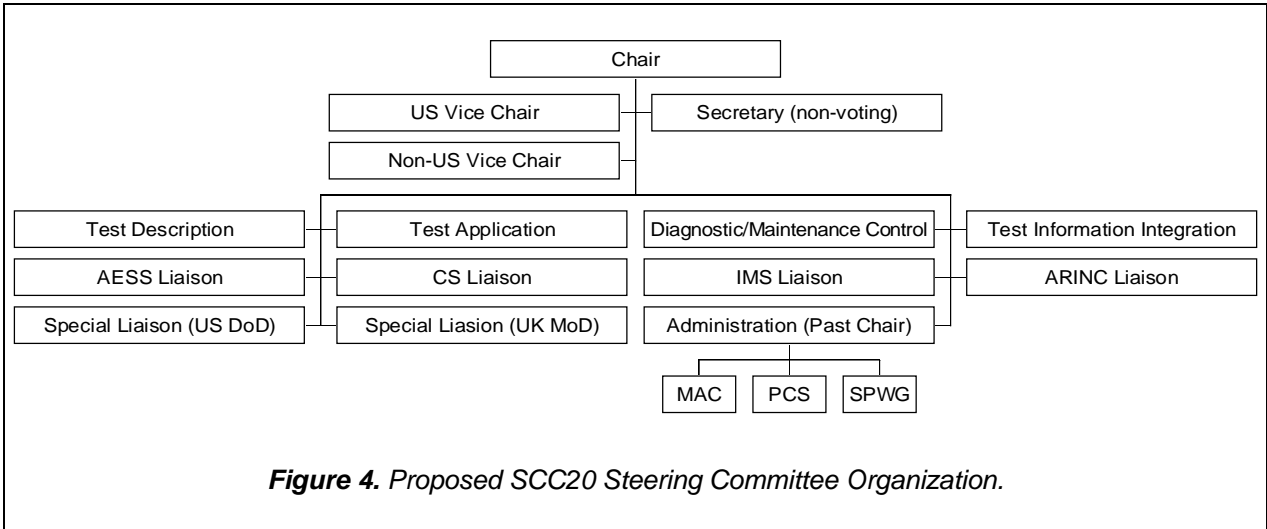 Chair
US Vice Chair
Secretary (non-voting)
Non-US Vice Chair
Test Description
Test Application
Diagnostic/Maintenance Control
Test Information Integration
AESS Liaison
CS Liaison
IMS Liaison
ARINC Liaison
Special Liaison (US DoD)
Special Liasion (UK MoD)
Administration (Past Chair)
MAC
PCS
SPWG
Figure 4. Proposed SCC20 Steering Committee Organization.